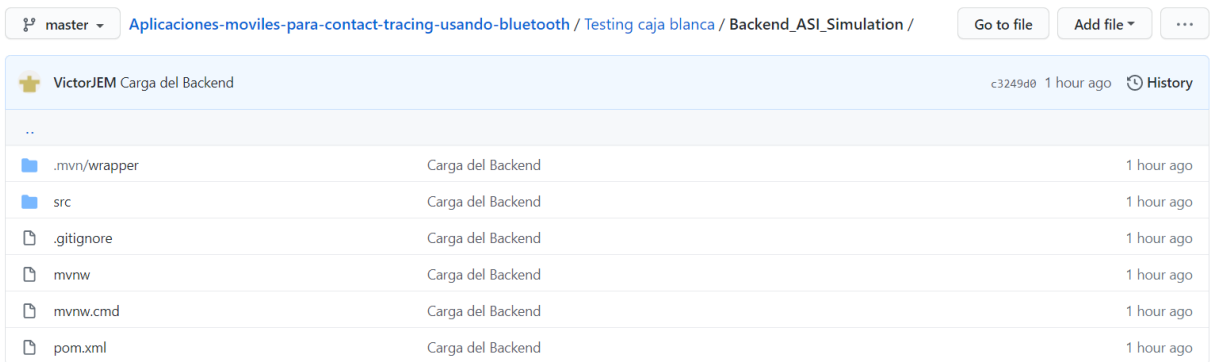 master Aplicaciones-moviles-para-contact-tracing-usando-bluetooth / Testing caja blanca / Backend_ASI_Simulation / Go to file Add file ...
VictorJEM Carga del Backend c3249d0 1 hour ago History
..
.mvn/wrapper Carga del Backend 1 hour ago
src Carga del Backend 1 hour ago
.gitignore Carga del Backend 1 hour ago
mvnw Carga del Backend 1 hour ago
mvnw.cmd Carga del Backend 1 hour ago
pom.xml Carga del Backend 1 hour ago